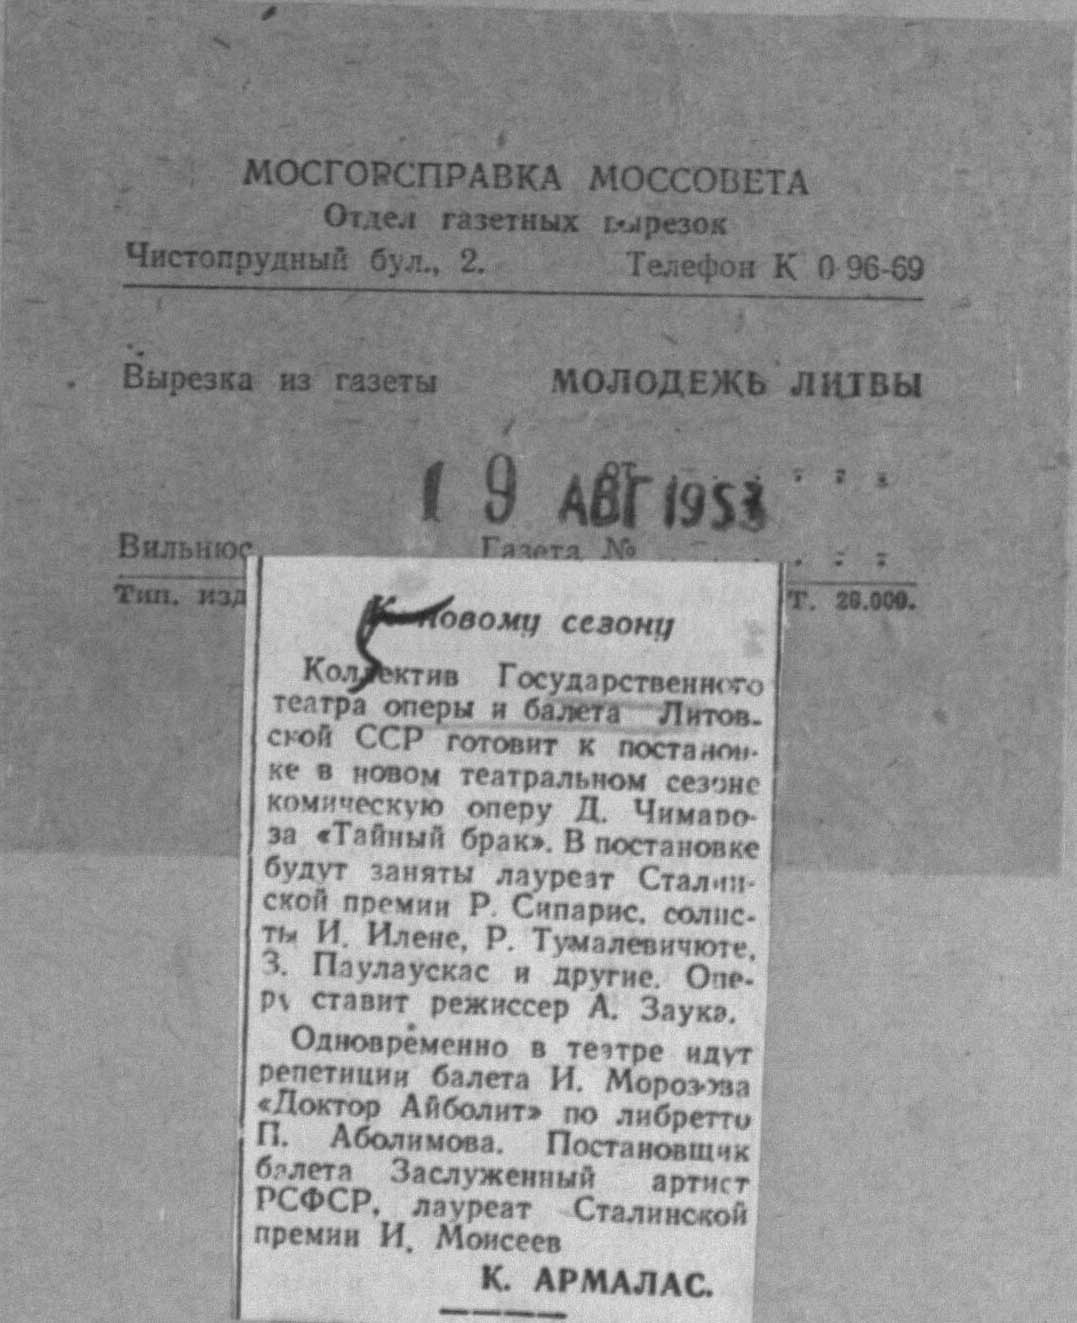 МОСГОРСПРАВКА МОССОВЕТА
Отдел газетных вырезок
Чистопрудный бул., 2. Телефон К 0-96-69
Вырезка из газеты МОЛОДЕЖЬ ЛИТВЫ
от
19 АВГ 1953
Вильнюс Газета №
Тип. изд Т. 20.000.
К новому сезону
Коллектив Государственного
театра оперы и балета Литов-
ской ССР готовит к постанов-
ке в новом театральном сезоне
комическую оперу Д. Чимаро-
за «Тайный брак». В постановке
будут заняты лауреат Сталин-
ской премии Р. Сипарис, солис-
ты И. Илене, Р. Тумалевичюте,
З. Паулаускас и другие. Опе-
ру ставит режиссер А. Заука.
Одновременно в театре идут
репетиции балета И. Морозова
«Доктор Айболит» по либретто
П. Аболимова. Постановщик
балета Заслуженный артист
РСФСР, лауреат Сталинской
премии И. Моисеев
К. АРМАЛАС.